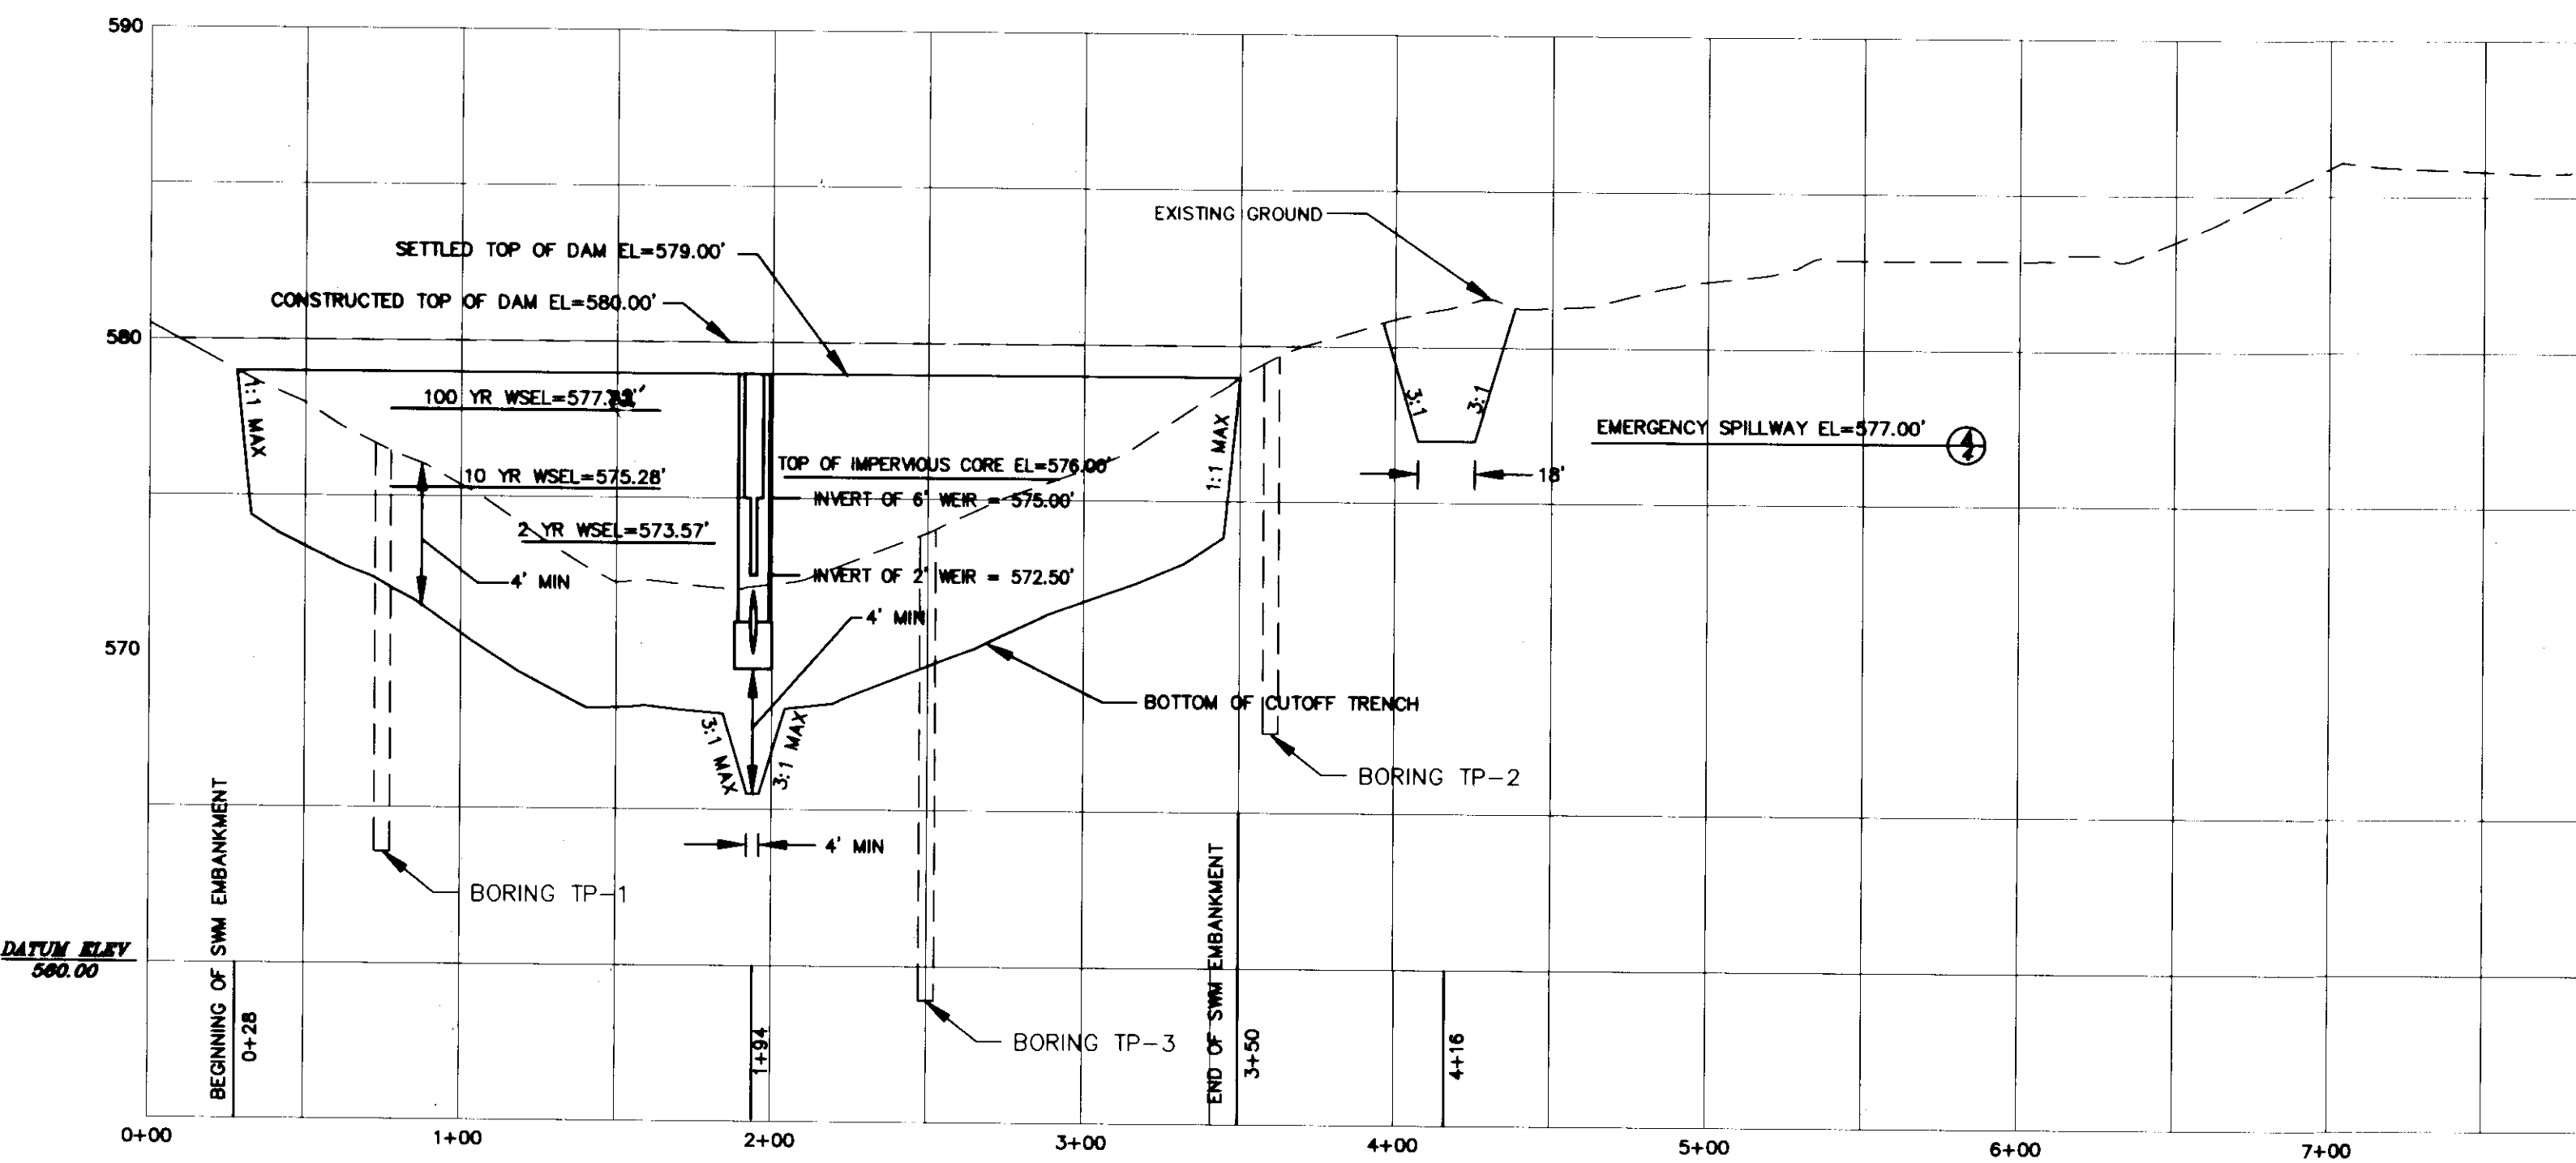 590
EXISTING GROUND
SETTLED TOP OF DAM EL=579.00'
CONSTRUCTED TOP OF DAM EL=580.00'
580
1:1 MAX
100 YR WSEL=577.
3:1
3:1
1:1 MAX
EMERGENCY SPILLWAY EL=577.00'
4
4
TOP OF IMPERVIOUS CORE EL=576.00'
10 YR WSEL=575.28'
18'
INVERT OF 6' WEIR = 575.00'
2 YR WSEL=573.57'
4' MIN
INVERT OF 2' WEIR = 572.50'
4' MIN
570
BOTTOM OF CUTOFF TRENCH
3:1 MAX
3:1 MAX
BORING TP-2
4' MIN
BORING TP-1
DATUM ELEV
560.00
BEGINNING OF SWM EMBANKMENT
0+28
1+94
BORING TP-3
END OF SWM EMBANKMENT
3+50
4+16
0+00
1+00
2+00
3+00
4+00
5+00
6+00
7+00